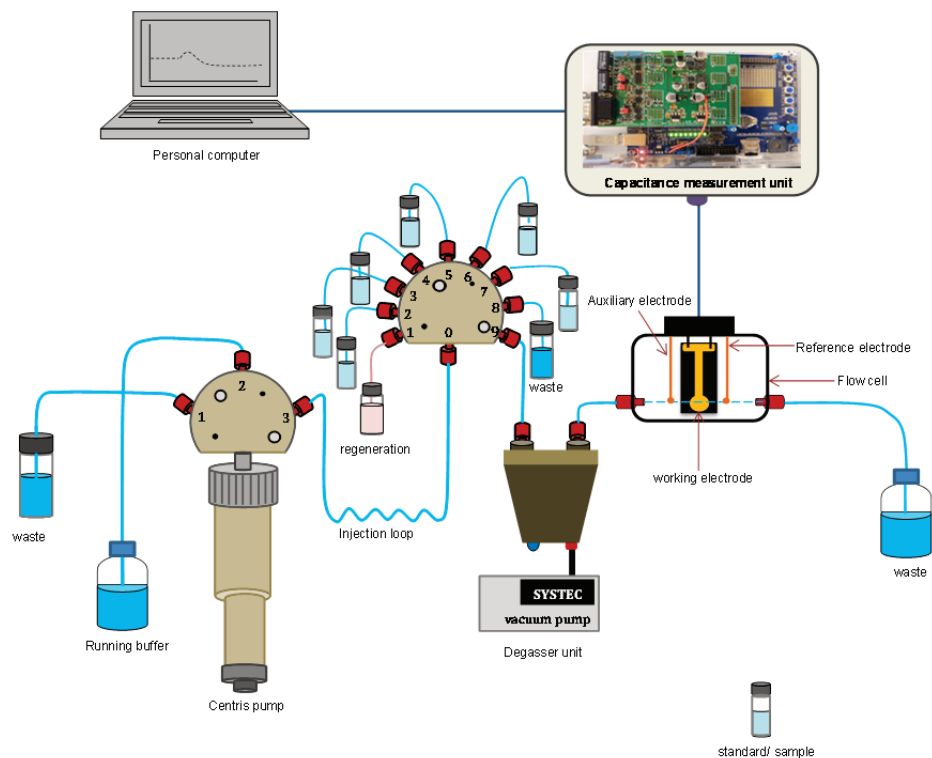 Personal computer
Capacitance measurement unit
Auxiliary electrode
Reference electrode
Flow cell
working electrode
waste
0
1
2
3
4
5
6
7
8
9
waste
regeneration
1
2
3
waste
Injection loop
Running buffer
Centris pump
SYSTEC
vacuum pump
Degasser unit
waste
standard/ sample